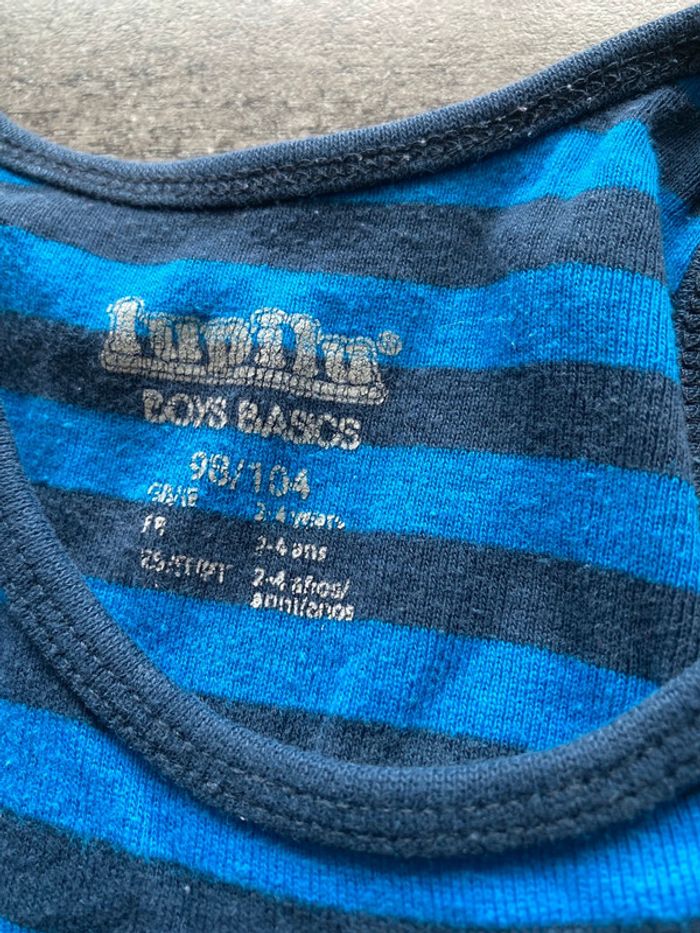 lupilu®
BOYS BASICS
98/104
GB/IE 2-4 years
FR 2-4 ans
ES/IT/PT 2-4 años/
anni/anos